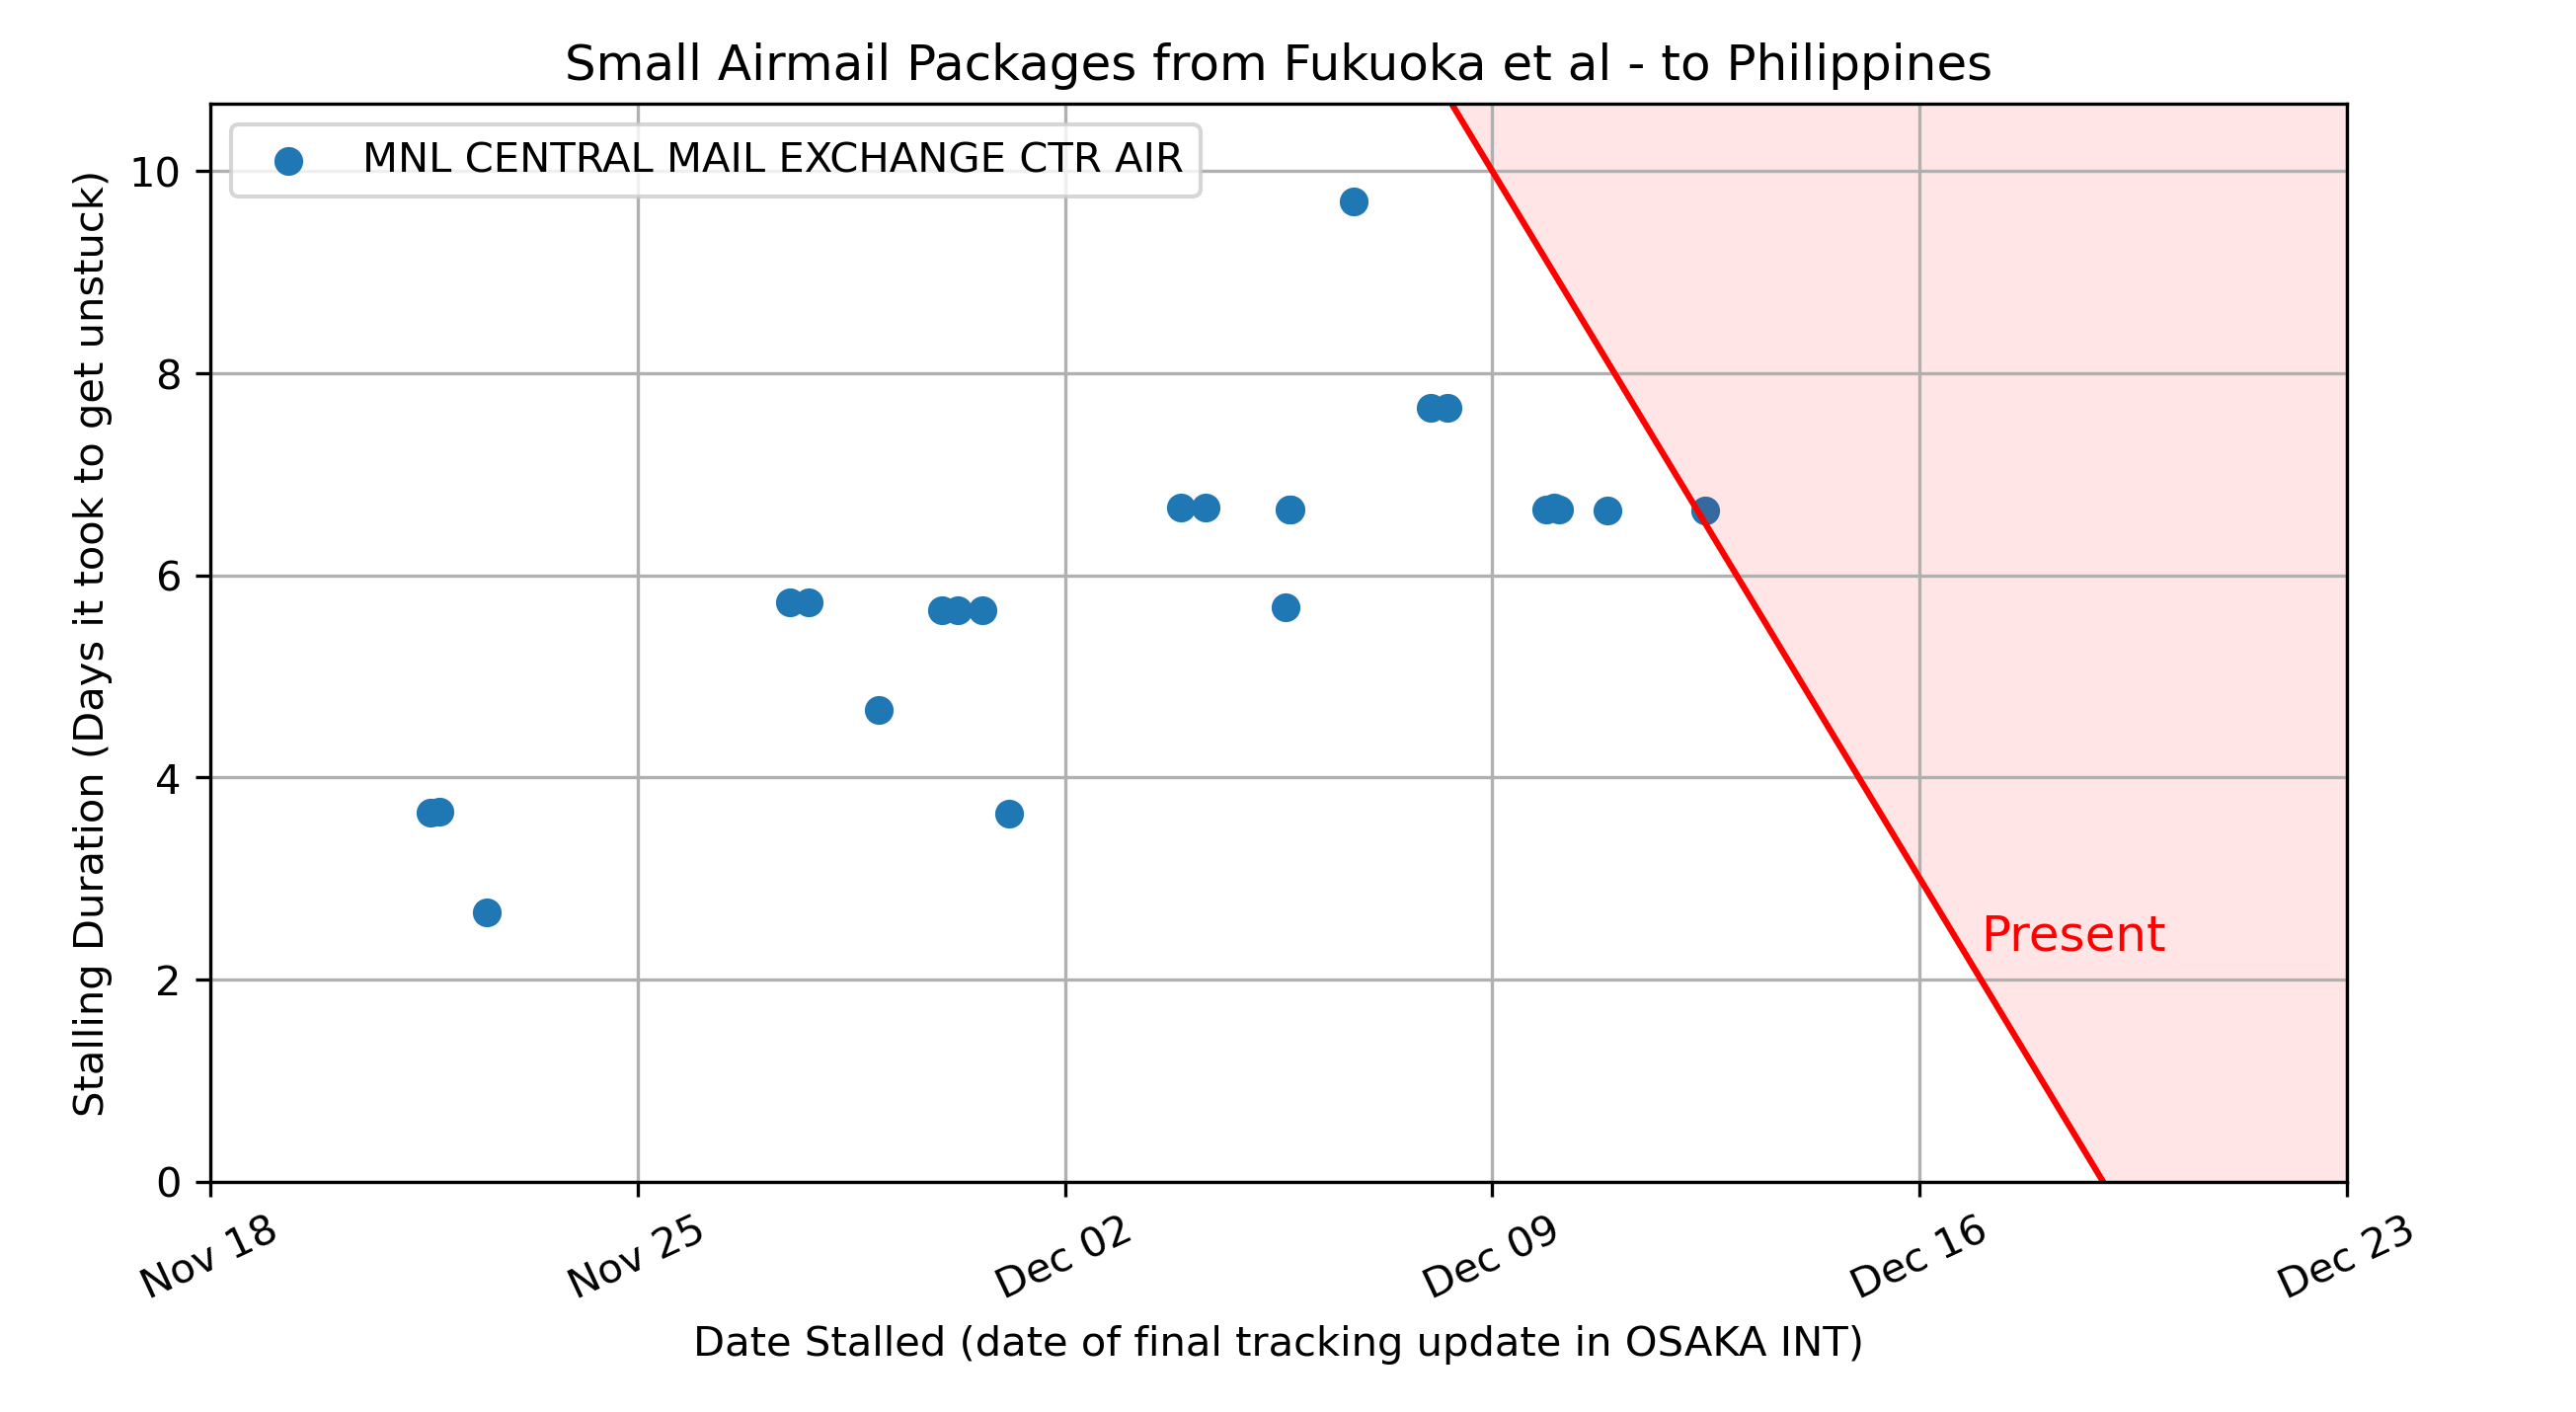 Small Airmail Packages from Fukuoka et al - to Philippines
MNL CENTRAL MAIL EXCHANGE CTR AIR
Stalling Duration (Days it took to get unstuck)
10
8
6
4
2
0
Present
Nov 18
Nov 25
Dec 02
Dec 09
Dec 16
Dec 23
Date Stalled (date of final tracking update in OSAKA INT)